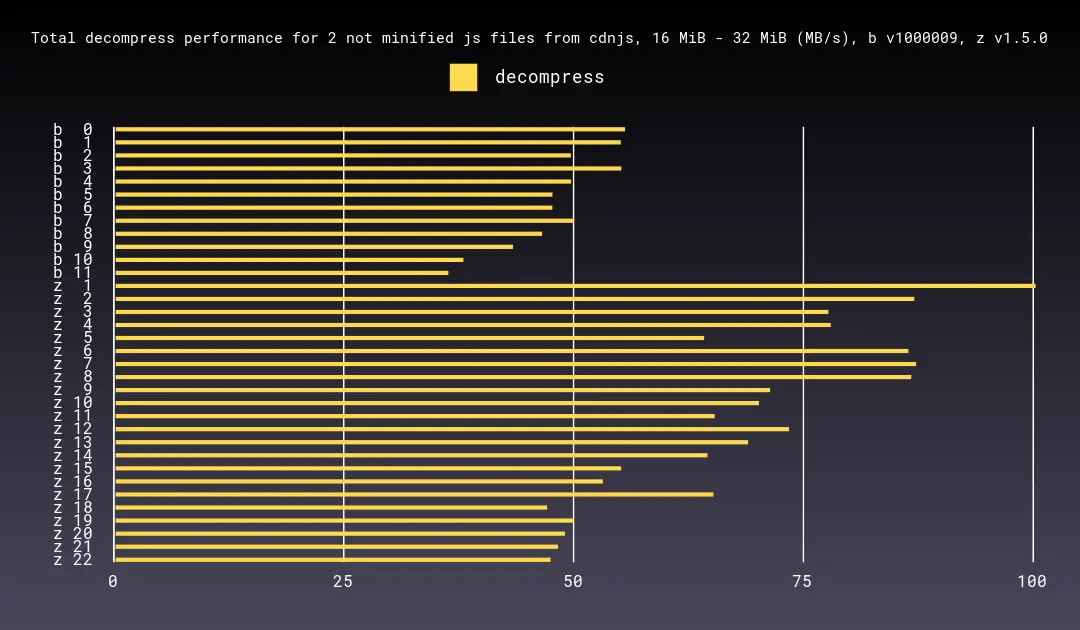 Total decompress performance for 2 not minified js files from cdnjs, 16 MiB - 32 MiB (MB/s), b v1000009, z v1.5.0
decompress
b 0
b 1
b 2
b 3
b 4
b 5
b 6
b 7
b 8
b 9
b 10
b 11
z 1
z 2
z 3
z 4
z 5
z 6
z 7
z 8
z 9
z 10
z 11
z 12
z 13
z 14
z 15
z 16
z 17
z 18
z 19
z 20
z 21
z 22
0 25 50 75 100